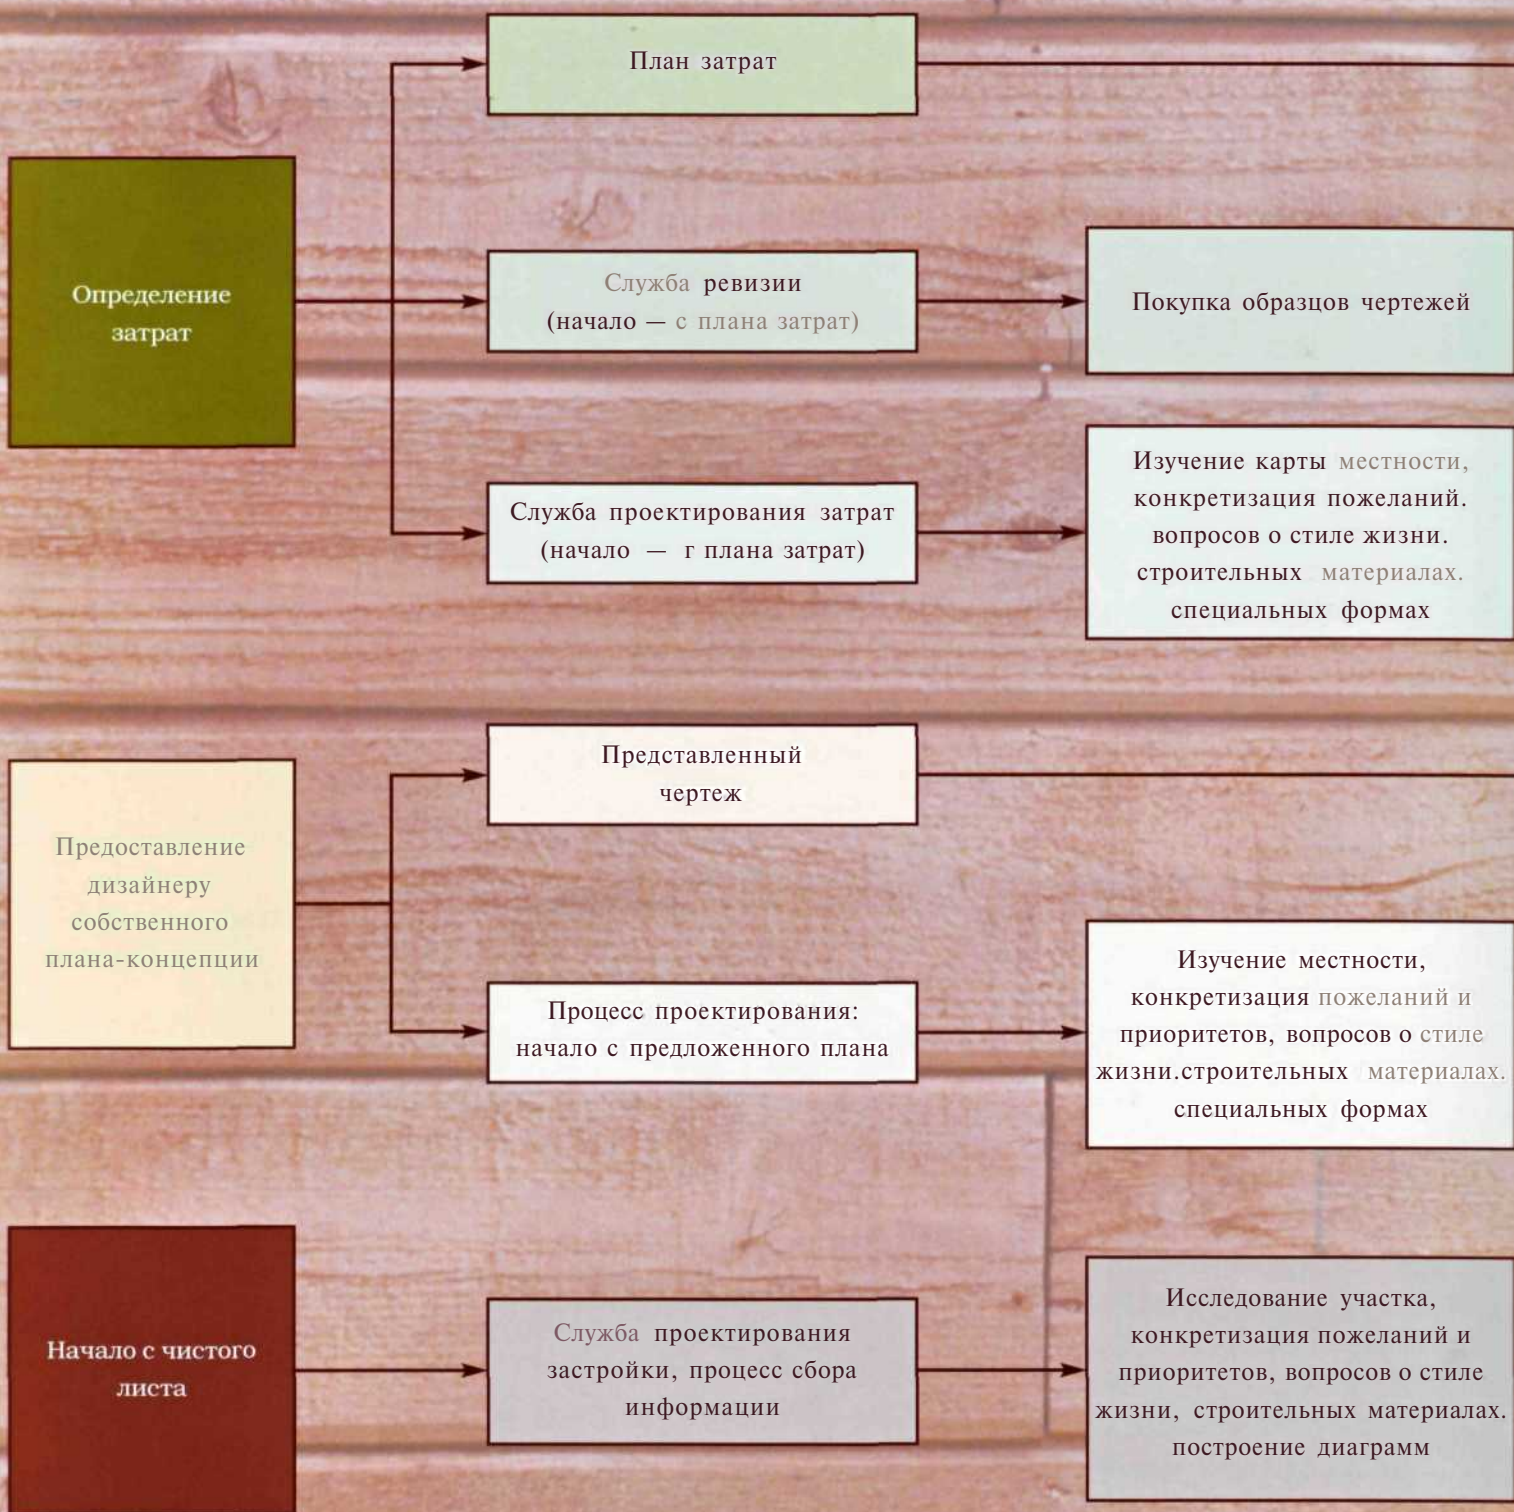 План затрат
Определение
затрат
Служба ревизии
(начало — с плана затрат)
Покупка образцов чертежей
Служба проектирования затрат
(начало — г плана затрат)
Изучение карты местности,
конкретизация пожеланий.
вопросов о стиле жизни.
строительных материалах.
специальных формах
Представленный
чертеж
Предоставление
дизайнеру
собственного
плана-концепции
Процесс проектирования:
начало с предложенного плана
Изучение местности,
конкретизация пожеланий и
приоритетов, вопросов о стиле
жизни.строительных материалах.
специальных формах
Начало с чистого
листа
Служба проектирования
застройки, процесс сбора
информации
Исследование участка,
конкретизация пожеланий и
приоритетов, вопросов о стиле
жизни, строительных материалах.
построение диаграмм